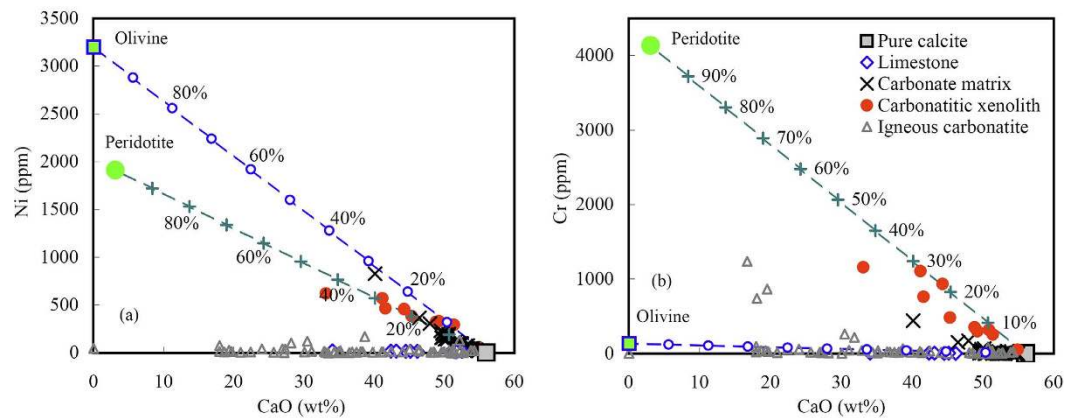 3500
3000
2500
2000
1500
1000
500
0
Ni (ppm)
Olivine
80%
Peridotite
60%
80%
40%
60%
20%
40%
20%
(a)
0 10 20 30 40 50 60
CaO (wt%)
4000
3000
2000
1000
0
Cr (ppm)
Peridotite
90%
80%
70%
60%
50%
40%
30%
20%
10%
Pure calcite
Limestone
Carbonate matrix
Carbonatitic xenolith
Igneous carbonatite
(b)
Olivine
0 10 20 30 40 50 60
CaO (wt%)